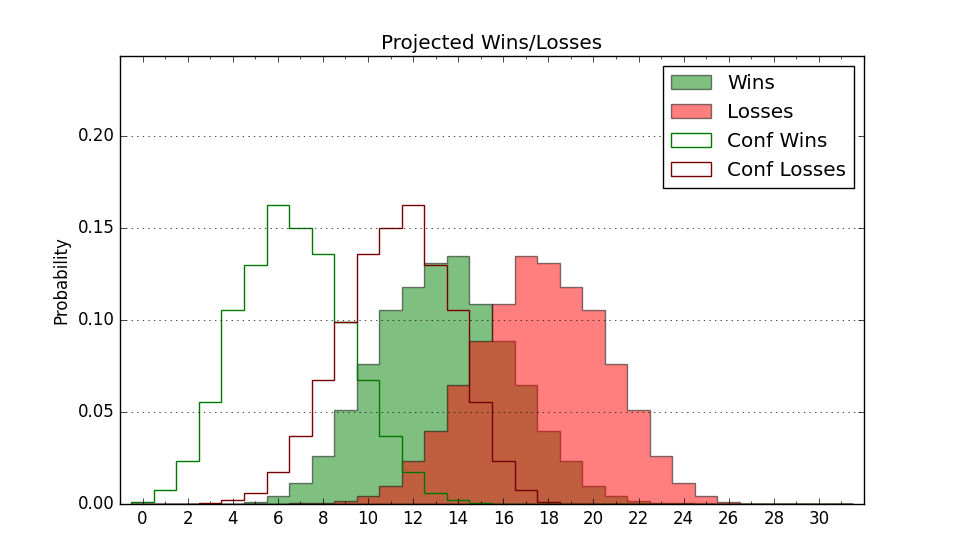 Projected Wins/Losses
Wins
Losses
Conf Wins
Conf Losses
Probability
0.20
0.15
0.10
0.05
0.00
0 2 4 6 8 10 12 14 16 18 20 22 24 26 28 30